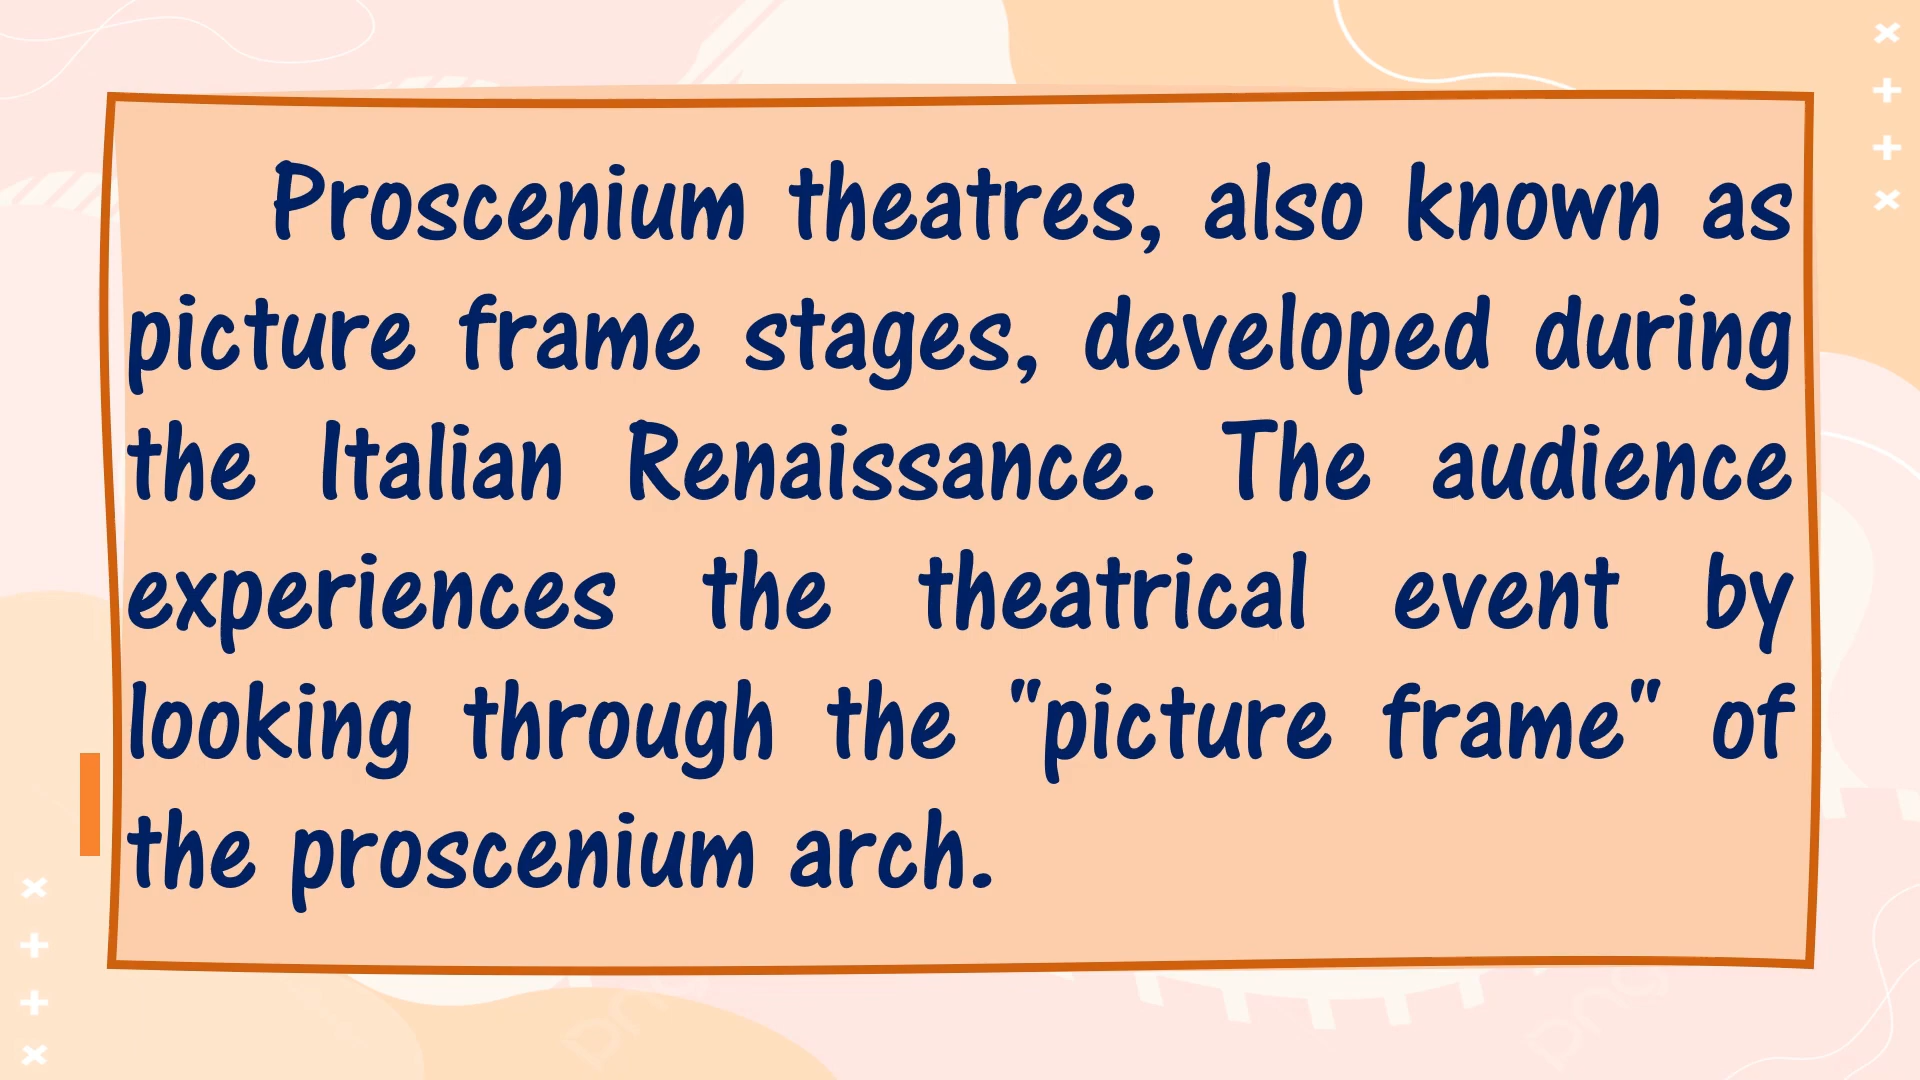 Proscenium theatres, also known as
picture frame stages, developed during
the Italian Renaissance. The audience
experiences the theatrical event by
looking through the "picture frame" of
the proscenium arch.